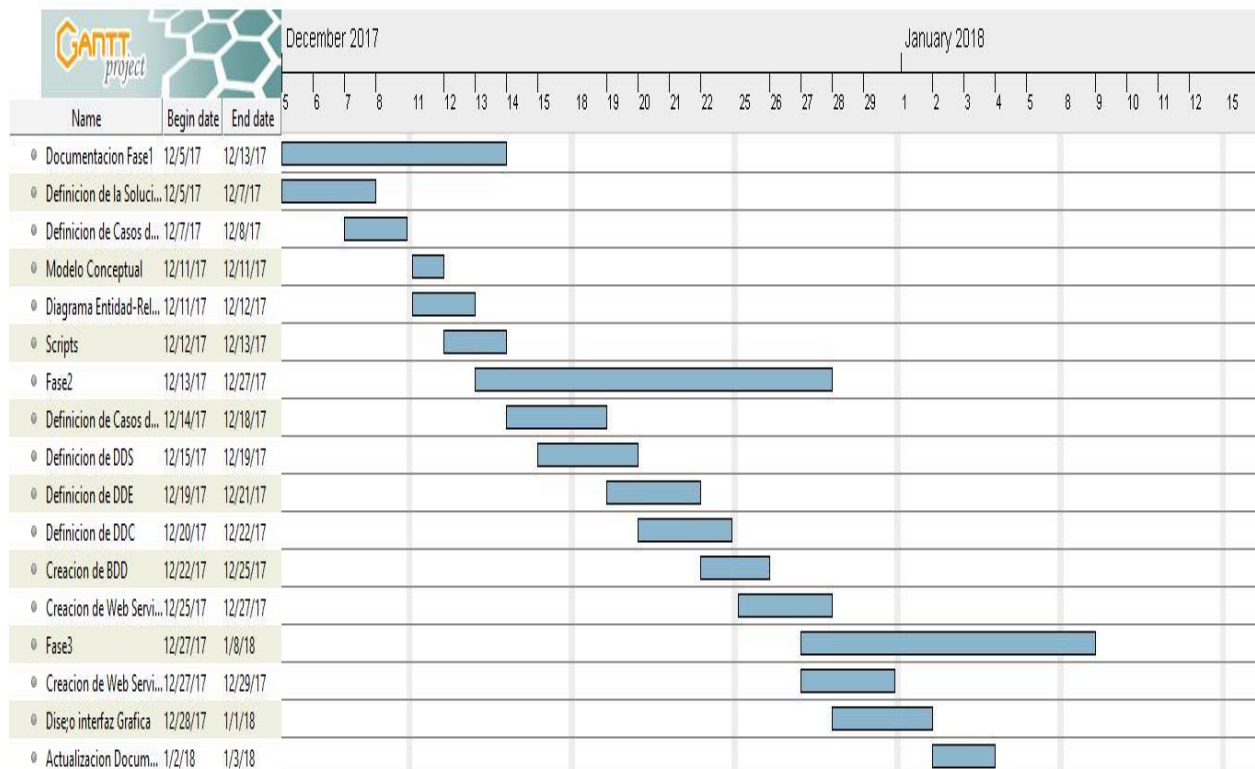 GANTT
project
December 2017 January 2018
5 6 7 8 11 12 13 14 15 18 19 20 21 22 25 26 27 28 29 1 2 3 4 5 8 9 10 11 12 15
Name Begin date End date
Documentacion Fase1 12/5/17 12/13/17
Definicion de la Soluci... 12/5/17 12/7/17
Definicion de Casos d... 12/7/17 12/8/17
Modelo Conceptual 12/11/17 12/11/17
Diagrama Entidad-Rel... 12/11/17 12/12/17
Scripts 12/12/17 12/13/17
Fase2 12/13/17 12/27/17
Definicion de Casos d... 12/14/17 12/18/17
Definicion de DDS 12/15/17 12/19/17
Definicion de DDE 12/19/17 12/21/17
Definicion de DDC 12/20/17 12/22/17
Creacion de BDD 12/22/17 12/25/17
Creacion de Web Servi... 12/25/17 12/27/17
Fase3 12/27/17 1/8/18
Creacion de Web Servi... 12/27/17 12/29/17
Dise;o interfaz Grafica 12/28/17 1/1/18
Actualizacion Docum... 1/2/18 1/3/18